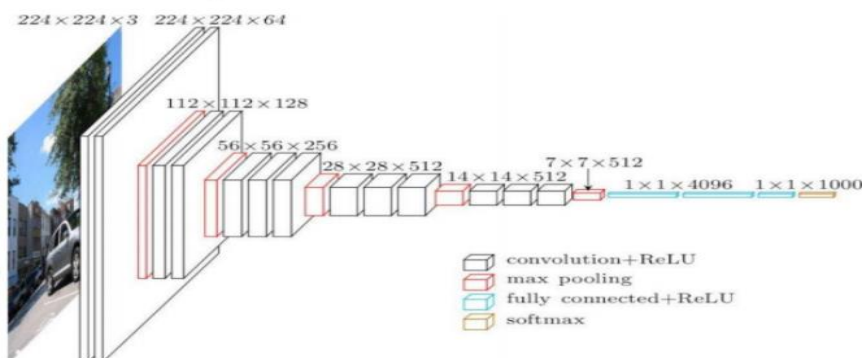 224×224×3
224×224×64
112×112×128
56×56×256
28×28×512
14×14×512
7×7×512
1×1×4096
1×1×1000
convolution+ReLU
max pooling
fully connected+ReLU
softmax